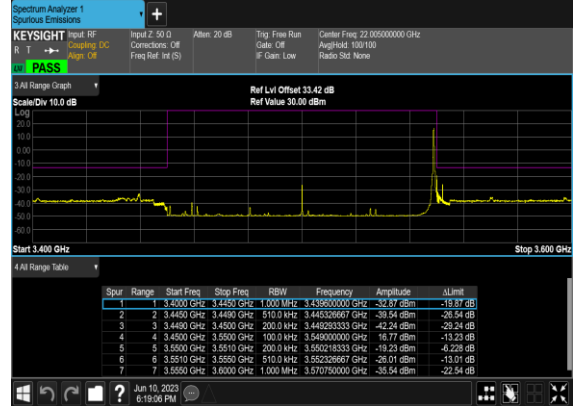 Spectrum Analyzer 1
Spurious Emissions
+
KEYSIGHT Input: RF Input Z: 50 Ω Atten: 20 dB Trig: Free Run Center Freq: 22.005000000 GHz
R T Coupling: DC Corrections: Off Gate: Off Avg|Hold: 100/100
Align: Off Freq Ref: Int (S) IF Gain: Low Radio Std: None
PASS
3 All Range Graph
Ref Lvl Offset 33.42 dB
Scale/Div 10.0 dB Ref Value 30.00 dBm
Log
20.0
10.0
0.00
-10.0
-20.0
-30.0
-40.0
-50.0
-60.0
Start 3.400 GHz Stop 3.600 GHz
4 All Range Table
Spur Range Start Freq Stop Freq RBW Frequency Amplitude ΔLimit
1 1 3.4000 GHz 3.4450 GHz 1.000 MHz 3.439600000 GHz -32.87 dBm -19.87 dB
2 2 3.4450 GHz 3.4490 GHz 510.0 kHz 3.445326667 GHz -39.54 dBm -26.54 dB
3 3 3.4490 GHz 3.4500 GHz 200.0 kHz 3.449293333 GHz -42.24 dBm -29.24 dB
4 4 3.4500 GHz 3.5500 GHz 100.0 kHz 3.549000000 GHz 16.77 dBm -13.23 dB
5 5 3.5500 GHz 3.5510 GHz 200.0 kHz 3.550218333 GHz -19.23 dBm -6.228 dB
6 6 3.5510 GHz 3.5550 GHz 510.0 kHz 3.552326667 GHz -26.01 dBm -13.01 dB
7 7 3.5550 GHz 3.6000 GHz 1.000 MHz 3.570750000 GHz -35.54 dBm -22.54 dB
?
Jun 10, 2023
6:19:06 PM